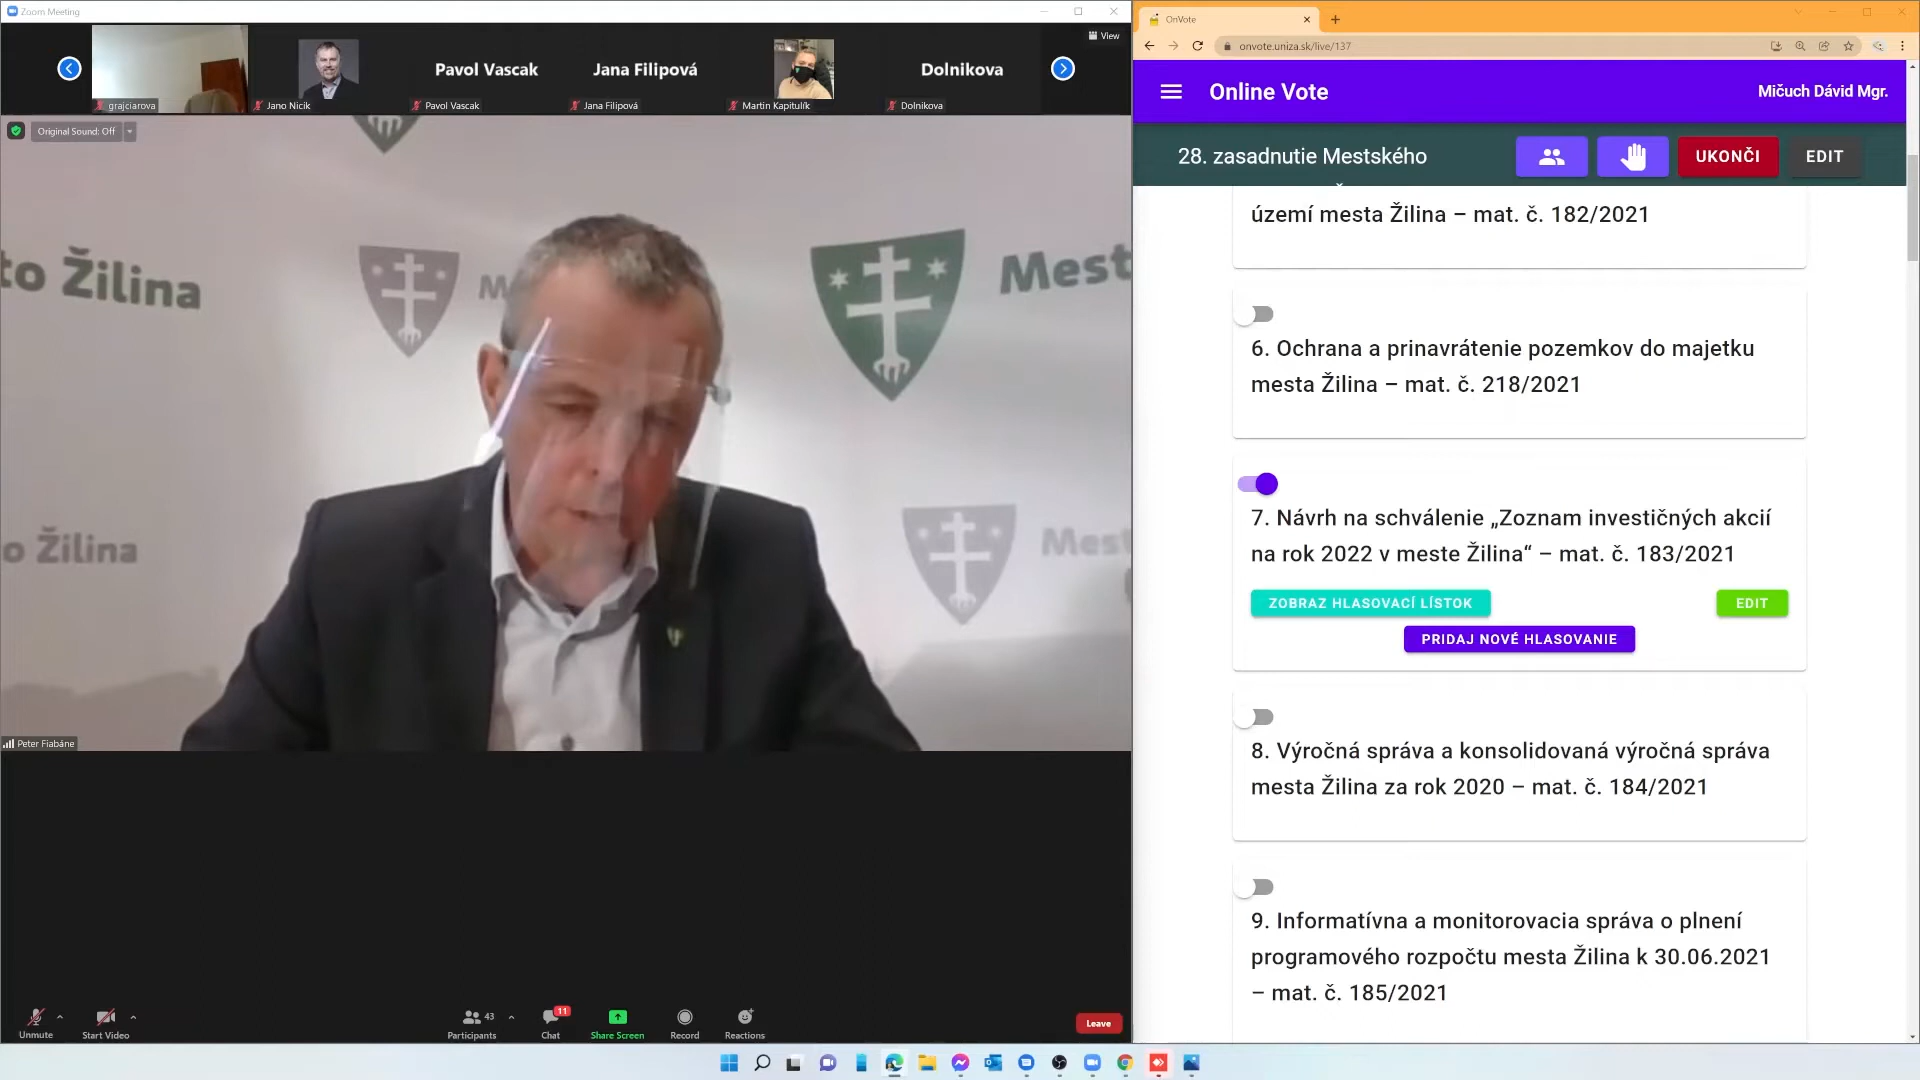 Zoom Meeting
View
Pavol Vascak
Jana Filipová
Dolnikova
grajciarova
Jano Nicík
Pavol Vascak
Jana Filipová
Martin Kapitulík
Dolnikova
Original Sound: Off
to Žilina
M
Mest
o Žilina
Mes
Peter Fiabáne
Unmute
Start Video
43
Participants
11
Chat
Share Screen
Record
Reactions
Leave
OnVote
onvote.uniza.sk/live/137
Online Vote
Mičuch Dávid Mgr.
28. zasadnutie Mestského
UKONČI
EDIT
území mesta Žilina – mat. č. 182/2021
6. Ochrana a prinavrátenie pozemkov do majetku
mesta Žilina – mat. č. 218/2021
7. Návrh na schválenie „Zoznam investičných akcií
na rok 2022 v meste Žilina“ – mat. č. 183/2021
ZOBRAZ HLASOVACÍ LÍSTOK
EDIT
PRIDAJ NOVÉ HLASOVANIE
8. Výročná správa a konsolidovaná výročná správa
mesta Žilina za rok 2020 – mat. č. 184/2021
9. Informatívna a monitorovacia správa o plnení
programového rozpočtu mesta Žilina k 30.06.2021
– mat. č. 185/2021